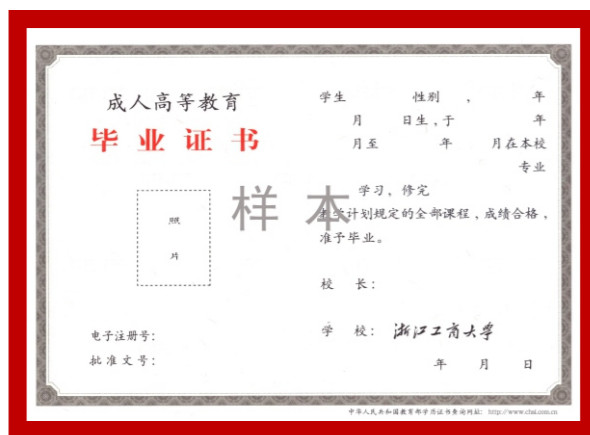 成人高等教育
毕业证书
照
片
电子注册号：
批准文号：
学生 性别 ， 年
月 日生，于 年
月至 年 月在本校
专业
学习，修完
教学计划规定的全部课程，成绩合格，
准予毕业。
样本
校 长：
学 校：浙江工商大学
年 月 日
中华人民共和国教育部学历证书查询网址：http://www.chsi.com.cn